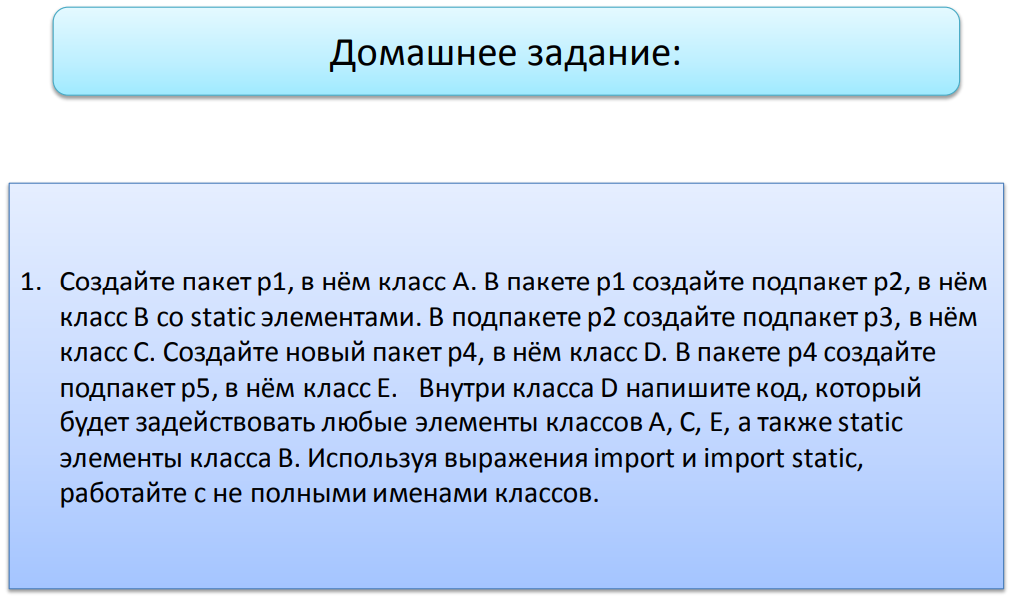 Домашнее задание:
1. Создайте пакет p1, в нём класс A. В пакете p1 создайте подпакет p2, в нём
класс B со static элементами. В подпакете p2 создайте подпакет p3, в нём
класс C. Создайте новый пакет p4, в нём класс D. В пакете p4 создайте
подпакет p5, в нём класс E. Внутри класса D напишите код, который
будет задействовать любые элементы классов A, C, E, а также static
элементы класса B. Используя выражения import и import static,
работайте с не полными именами классов.